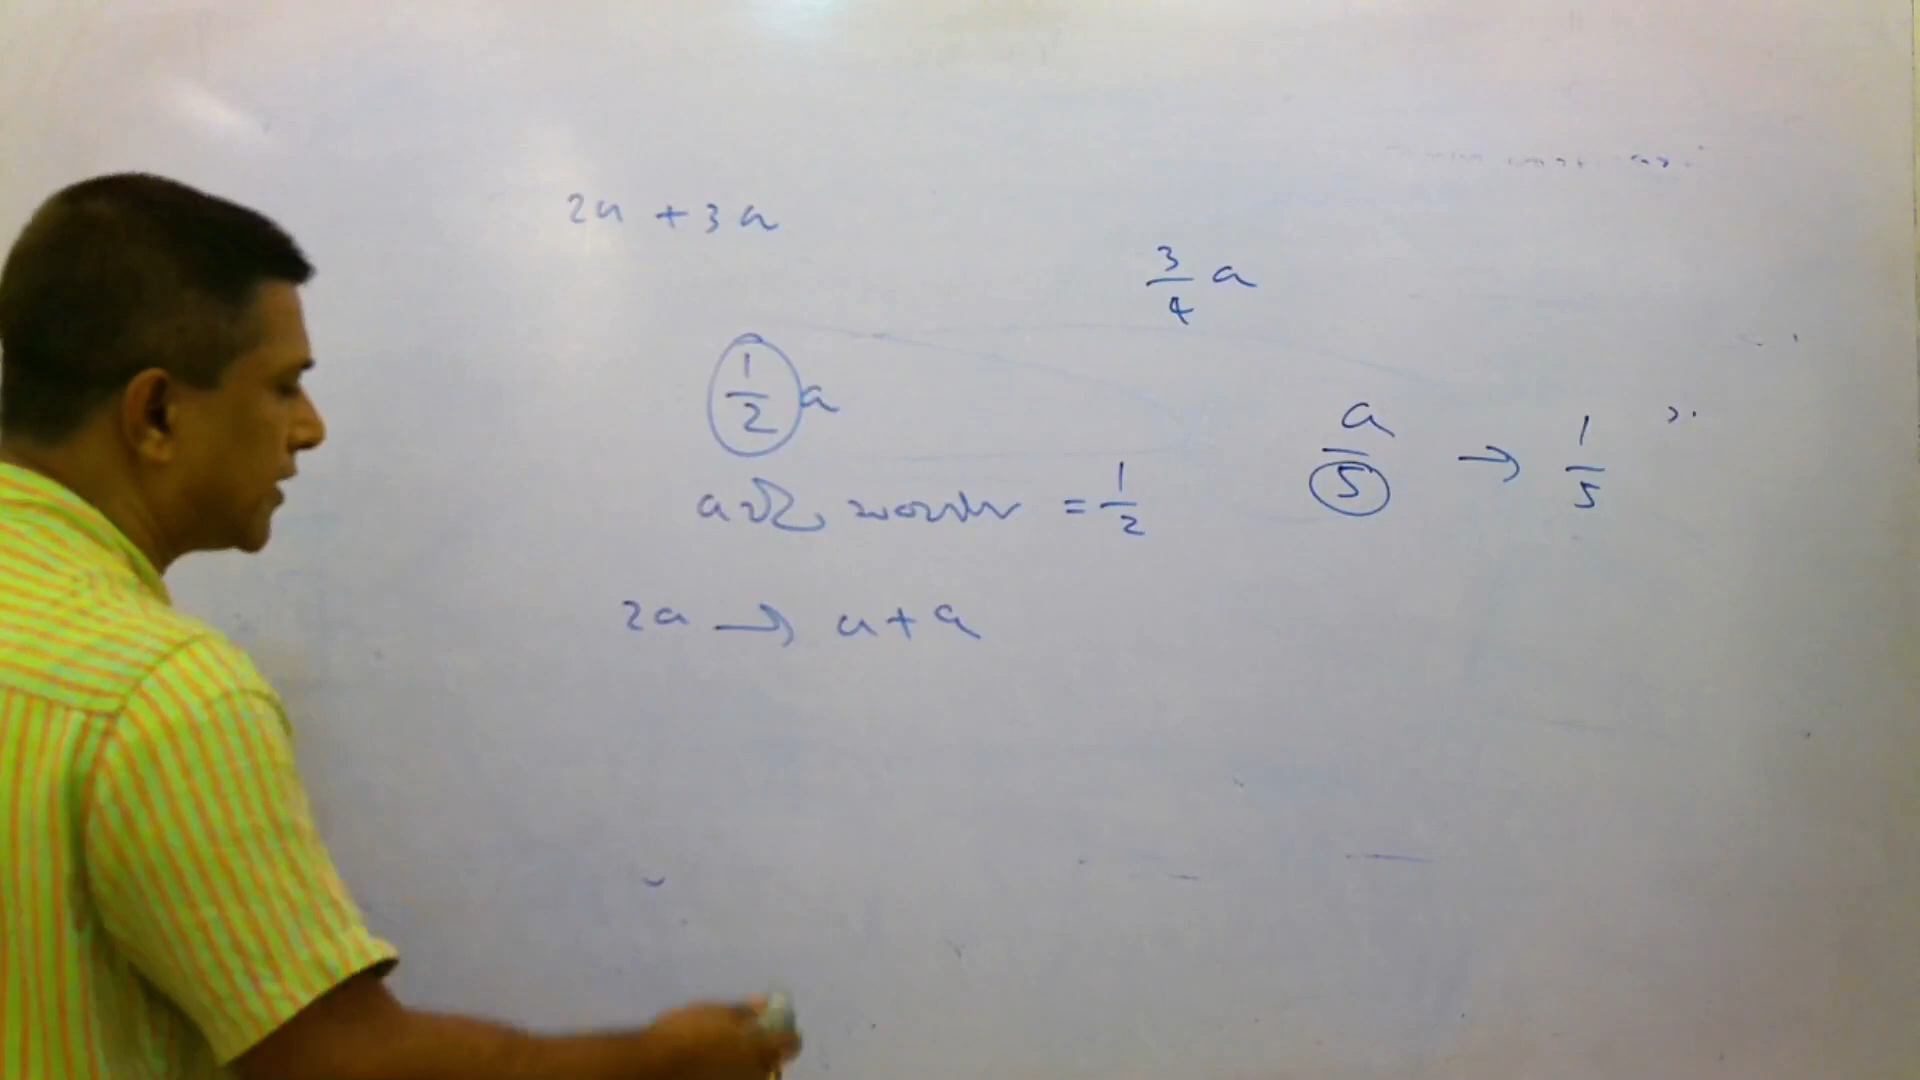 2a + 3a
3/4 a
1/2 a
a/5 → 1/5
= 1/2
2a → a + a